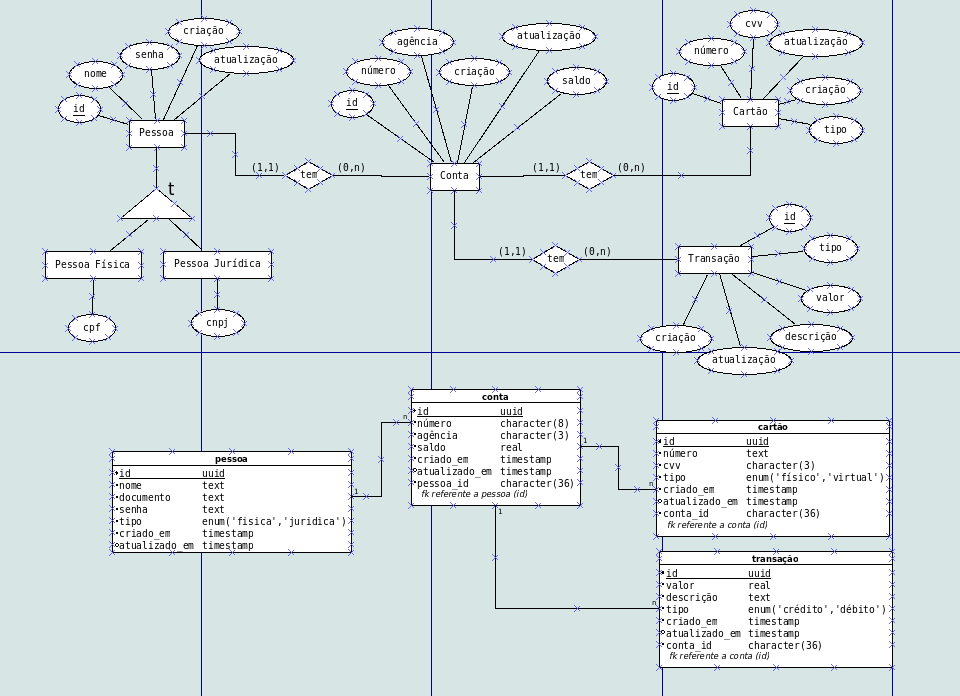 criação
senha
atualização
nome
id
Pessoa
t
Pessoa Física
Pessoa Jurídica
cpf
cnpj
(1,1)
tem
(0,n)
agência
atualização
número
criação
saldo
id
Conta
(1,1)
tem
(0,n)
cvv
número
atualização
id
criação
Cartão
tipo
(1,1)
tem
(0,n)
id
tipo
Transação
valor
descrição
criação
atualização
pessoa
id uuid
nome text
documento text
senha text
tipo enum('fisica','juridica')
criado_em timestamp
atualizado_em timestamp
1
n
conta
id uuid
número character(8)
agência character(3)
saldo real
criado_em timestamp
atualizado_em timestamp
pessoa_id character(36)
fk referente a pessoa (id)
1
n
1
n
cartão
id uuid
número text
cvv character(3)
tipo enum('físico','virtual')
criado_em timestamp
atualizado_em timestamp
conta_id character(36)
fk referente a conta (id)
transação
id uuid
valor real
descrição text
tipo enum('crédito','débito')
criado_em timestamp
atualizado_em timestamp
conta_id character(36)
fk referente a conta (id)